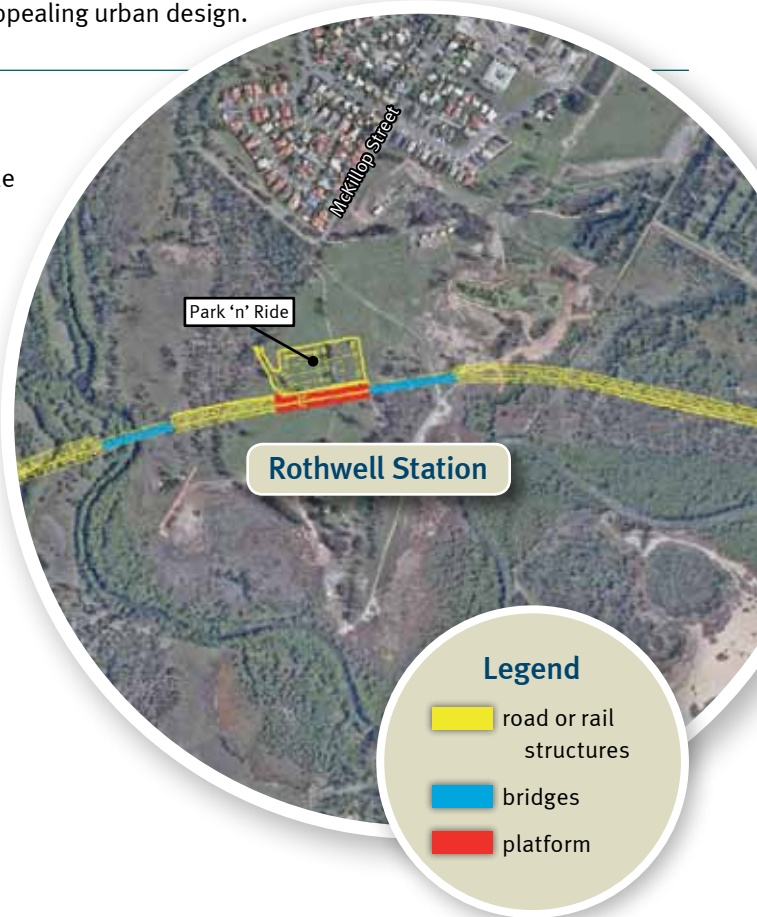 ppealing urban design.
McKillop Street
Park ‘n’ Ride
Rothwell Station
Legend
road or rail
structures
bridges
platform